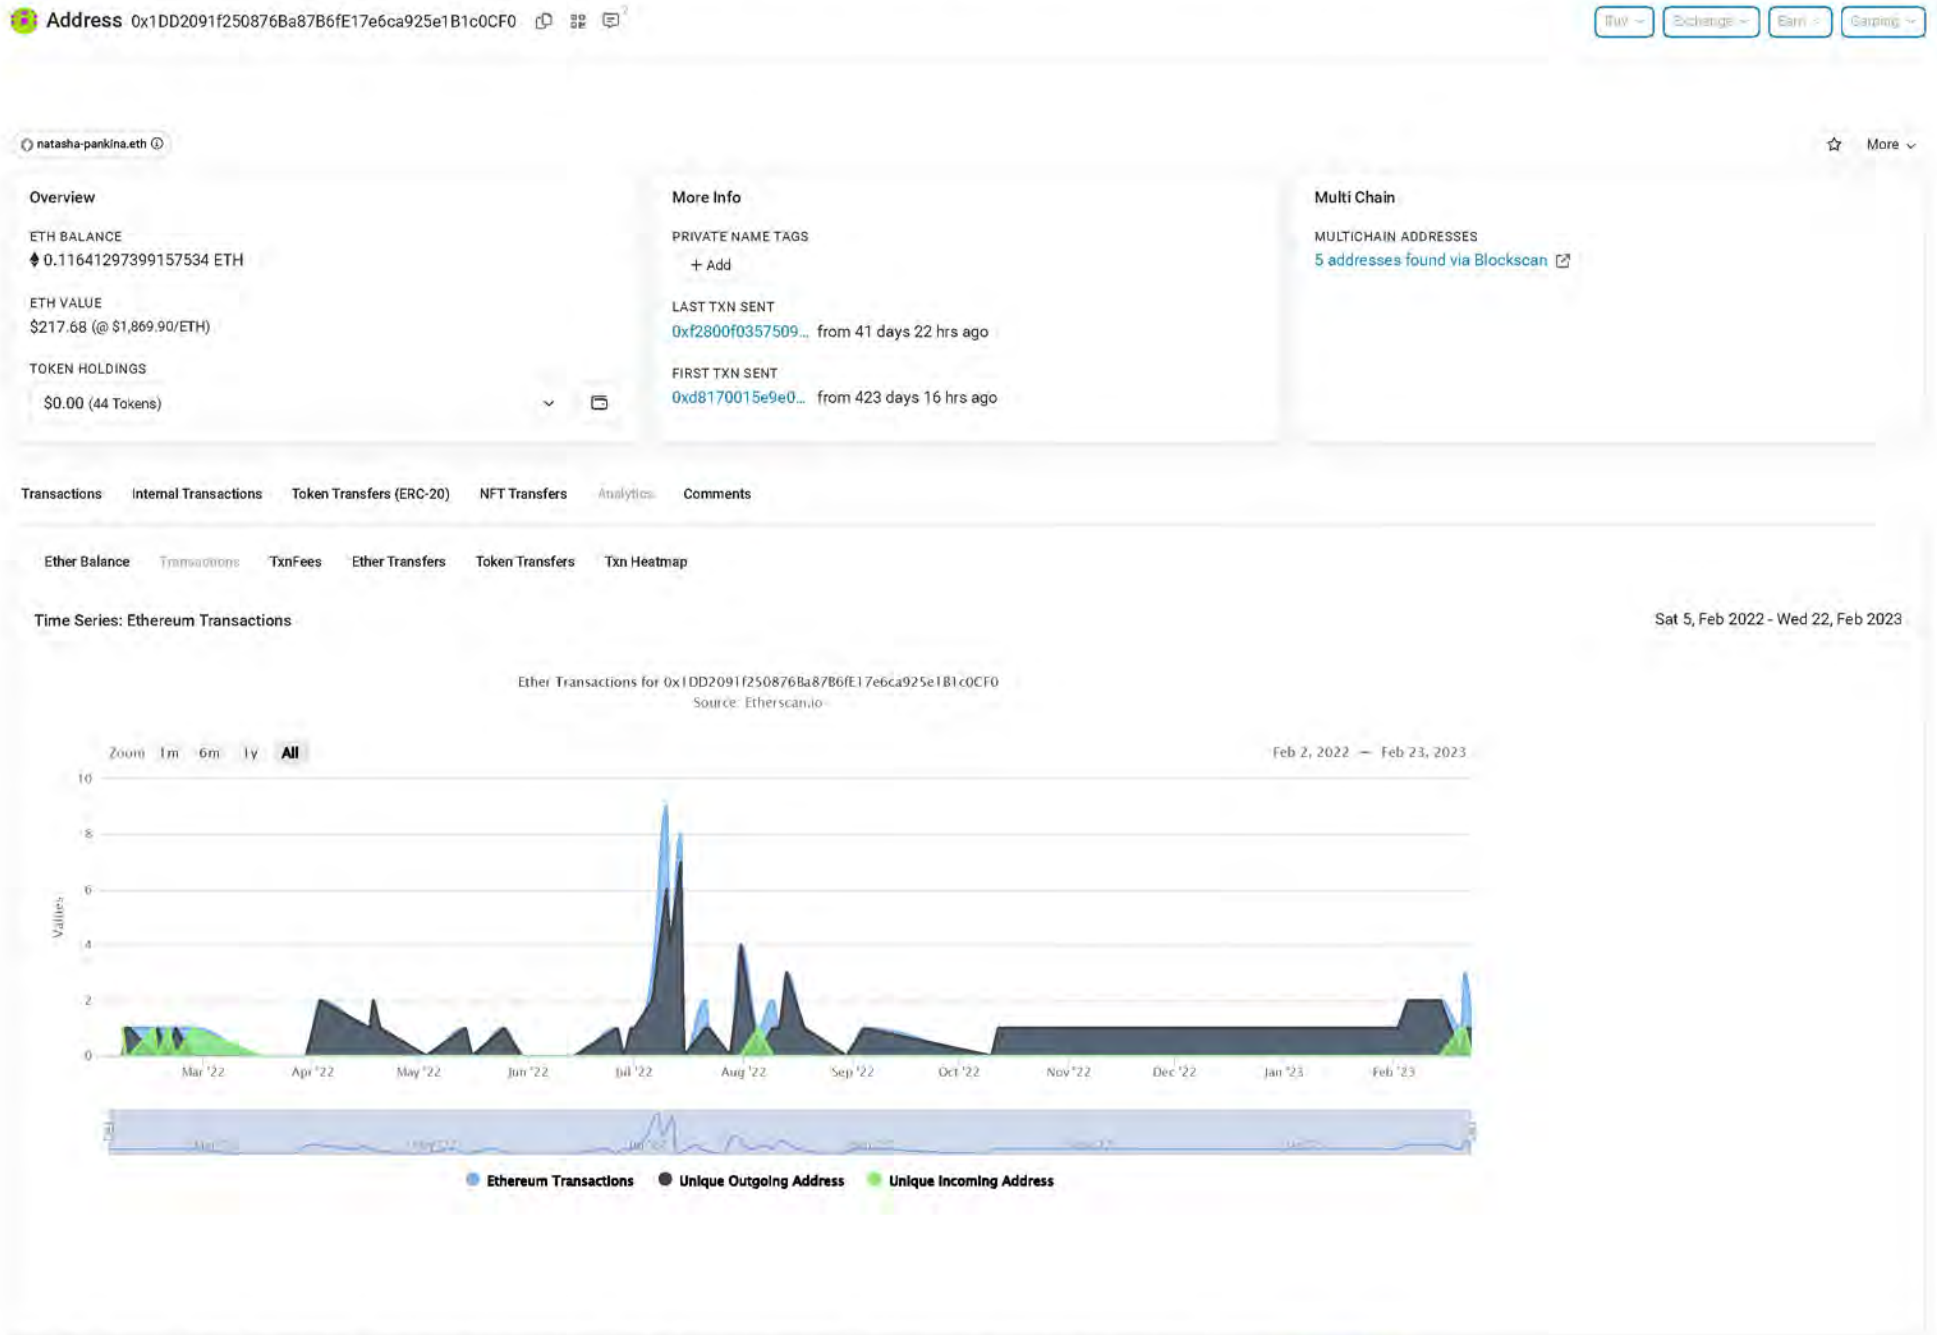 Address 0x1DD2091f250876Ba87B6fE17e6ca925e1B1c0CF0
Buy Exchange Earn Gaming
natasha-pankina.eth
More
Overview
ETH BALANCE
0.11641297399157534 ETH
ETH VALUE
$217.68 (@ $1,869.90/ETH)
TOKEN HOLDINGS
$0.00 (44 Tokens)
More Info
PRIVATE NAME TAGS
+ Add
LAST TXN SENT
0xf2800f0357509... from 41 days 22 hrs ago
FIRST TXN SENT
0xd8170015e9e0... from 423 days 16 hrs ago
Multi Chain
MULTICHAIN ADDRESSES
5 addresses found via Blockscan
Transactions Internal Transactions Token Transfers (ERC-20) NFT Transfers Analytics Comments
Ether Balance Transactions TxnFees Ether Transfers Token Transfers Txn Heatmap
Time Series: Ethereum Transactions
Sat 5, Feb 2022 - Wed 22, Feb 2023
Ether Transactions for 0x1DD2091f250876Ba87B6fE17e6ca925e1B1c0CF0
Source: Etherscan.io
Zoom 1m 6m 1y All
Feb 2, 2022 — Feb 23, 2023
Values
10
8
6
4
2
0
Mar '22 Apr '22 May '22 Jun '22 Jul '22 Aug '22 Sep '22 Oct '22 Nov '22 Dec '22 Jan '23 Feb '23
Ethereum Transactions Unique Outgoing Address Unique Incoming Address